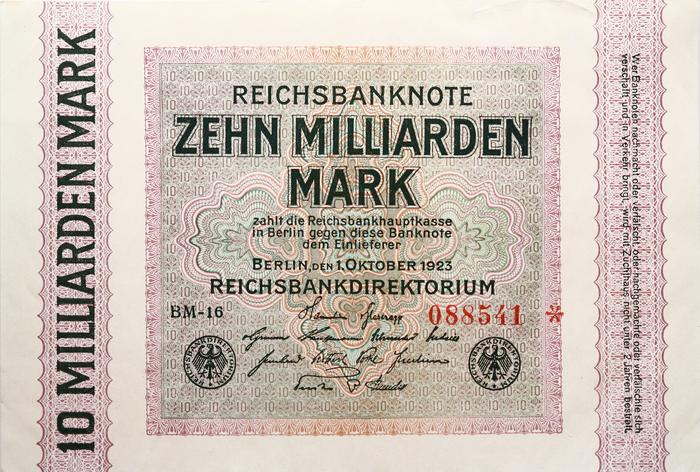 10 MILLIARDEN MARK
REICHSBANKNOTE
ZEHN MILLIARDEN
MARK
zahlt die Reichsbankhauptkasse
in Berlin gegen diese Banknote
dem Einlieferer
BERLIN, DEN 1. OKTOBER 1923
REICHSBANKDIREKTORIUM
BM-16
088541 *
REICHSBANKDIREKTORIUM
REICHSBANKDIREKTORIUM
Wer Banknoten nachmacht oder verfälscht, oder nachgemachte oder verfälschte sich
verschafft und in Verkehr bringt, wird mit Zuchthaus nicht unter 2 Jahren bestraft.